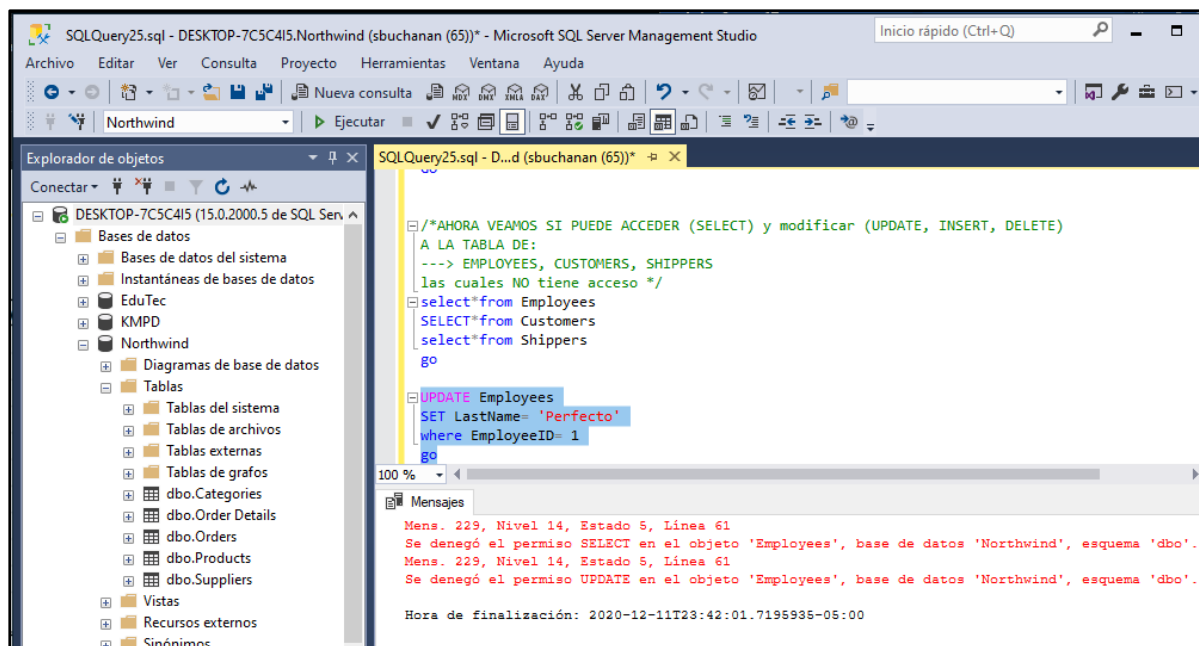 SQLQuery25.sql - DESKTOP-7C5C4I5.Northwind (sbuchanan (65))* - Microsoft SQL Server Management Studio
Inicio rápido (Ctrl+Q)
Archivo Editar Ver Consulta Proyecto Herramientas Ventana Ayuda
Nueva consulta
MDX DMX XMLA DAX
Northwind
Ejecutar
Explorador de objetos
Conectar
DESKTOP-7C5C4I5 (15.0.2000.5 de SQL Serv
Bases de datos
Bases de datos del sistema
Instantáneas de bases de datos
EduTec
KMPD
Northwind
Diagramas de base de datos
Tablas
Tablas del sistema
Tablas de archivos
Tablas externas
Tablas de grafos
dbo.Categories
dbo.Order Details
dbo.Orders
dbo.Products
dbo.Suppliers
Vistas
Recursos externos
Sinónimos
SQLQuery25.sql - D...d (sbuchanan (65))*
go
/*AHORA VEAMOS SI PUEDE ACCEDER (SELECT) y modificar (UPDATE, INSERT, DELETE)
A LA TABLA DE:
---> EMPLOYEES, CUSTOMERS, SHIPPERS
las cuales NO tiene acceso */
select*from Employees
SELECT*from Customers
select*from Shippers
go
UPDATE Employees
SET LastName= 'Perfecto'
where EmployeeID= 1
go
100 %
Mensajes
Mens. 229, Nivel 14, Estado 5, Línea 61
Se denegó el permiso SELECT en el objeto 'Employees', base de datos 'Northwind', esquema 'dbo'.
Mens. 229, Nivel 14, Estado 5, Línea 61
Se denegó el permiso UPDATE en el objeto 'Employees', base de datos 'Northwind', esquema 'dbo'.
Hora de finalización: 2020-12-11T23:42:01.7195935-05:00